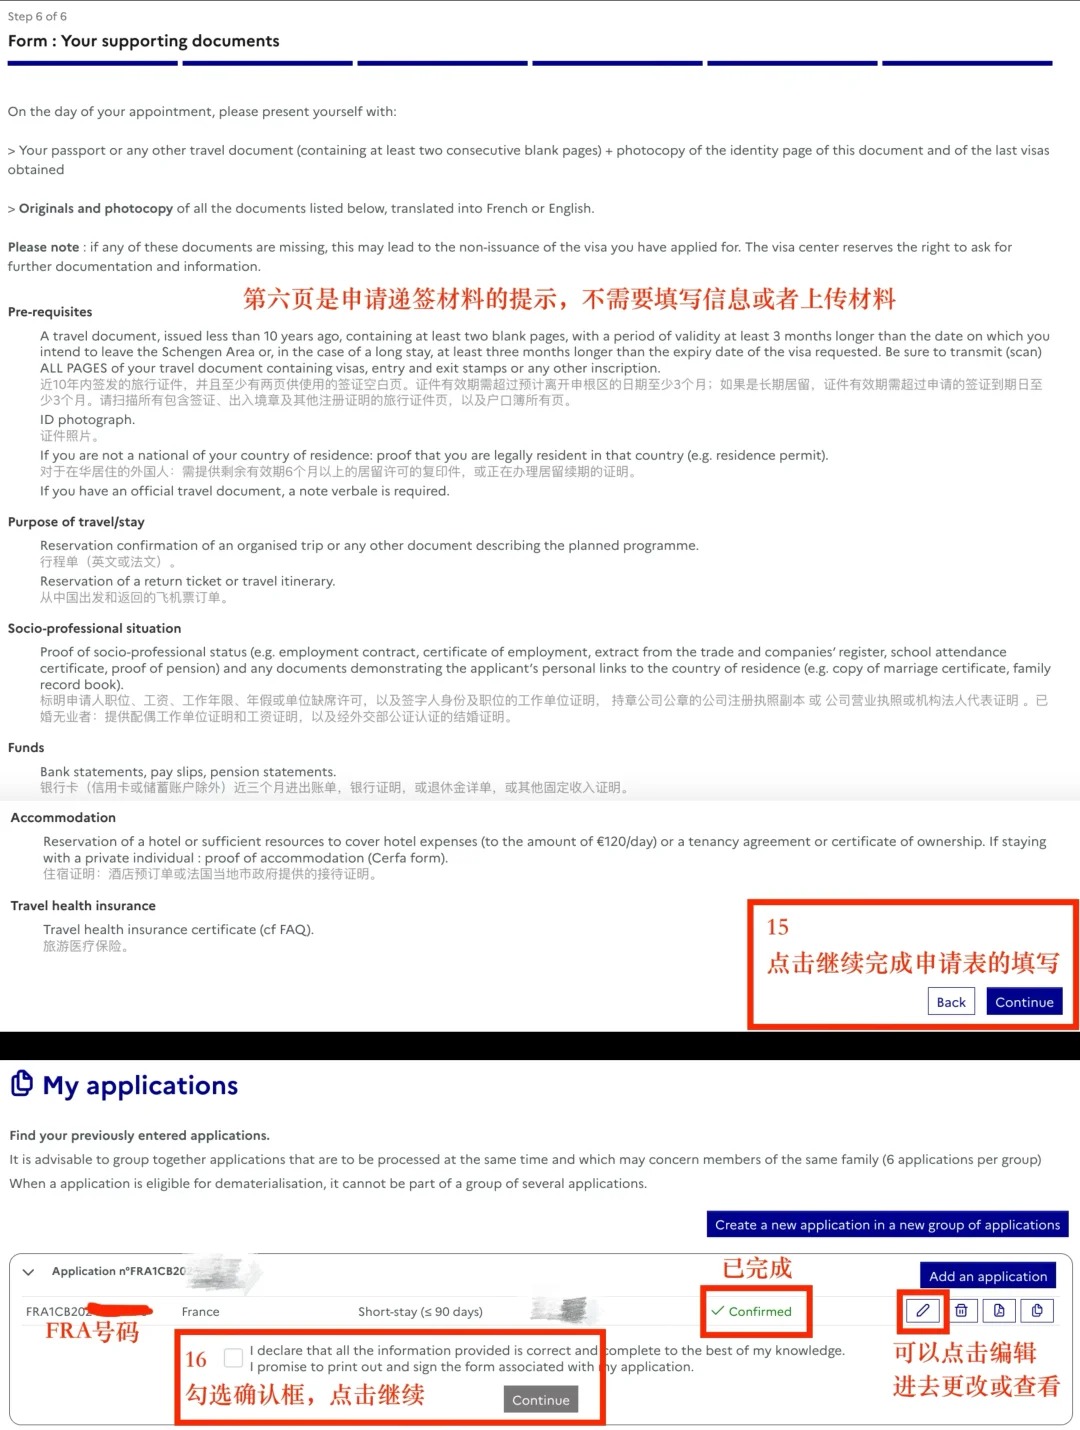 Step 6 of 6
Form : Your supporting documents
On the day of your appointment, please present yourself with:
> Your passport or any other travel document (containing at least two consecutive blank pages) + photocopy of the identity page of this document and of the last visas
obtained
> Originals and photocopy of all the documents listed below, translated into French or English.
Please note : if any of these documents are missing, this may lead to the non-issuance of the visa you have applied for. The visa center reserves the right to ask for
further documentation and information.
第六页是申请递签材料的提示，不需要填写信息或者上传材料
Pre-requisites
A travel document, issued less than 10 years ago, containing at least two blank pages, with a period of validity at least 3 months longer than the date on which you
intend to leave the Schengen Area or, in the case of a long stay, at least three months longer than the expiry date of the visa requested. Be sure to transmit (scan)
ALL PAGES of your travel document containing visas, entry and exit stamps or any other inscription.
近10年内签发的旅行证件，并且至少有两页供使用的签证空白页。证件有效期需超过预计离开申根区的日期至少3个月；如果是长期居留，证件有效期需超过申请的签证到期日至
少3个月。请扫描所有包含签证、出入境章及其他注册证明的旅行证件页，以及户口簿所有页。
ID photograph.
证件照片。
If you are not a national of your country of residence: proof that you are legally resident in that country (e.g. residence permit).
对于在华居住的外国人：需提供剩余有效期6个月以上的居留许可的复印件，或正在办理居留续期的证明。
If you have an official travel document, a note verbale is required.
Purpose of travel/stay
Reservation confirmation of an organised trip or any other document describing the planned programme.
行程单（英文或法文）。
Reservation of a return ticket or travel itinerary.
从中国出发和返回的飞机票订单。
Socio-professional situation
Proof of socio-professional status (e.g. employment contract, certificate of employment, extract from the trade and companies’ register, school attendance
certificate, proof of pension) and any documents demonstrating the applicant’s personal links to the country of residence (e.g. copy of marriage certificate, family
record book).
标明申请人职位、工资、工作年限、年假或单位缺席许可，以及签字人身份及职位的工作单位证明， 持章公司公章的公司注册执照副本 或 公司营业执照或机构法人代表证明 。已
婚无业者：提供配偶工作单位证明和工资证明，以及经外交部公证认证的结婚证明。
Funds
Bank statements, pay slips, pension statements.
银行卡（信用卡或储蓄账户除外）近三个月进出账单，银行证明，或退休金详单，或其他固定收入证明。
Accommodation
Reservation of a hotel or sufficient resources to cover hotel expenses (to the amount of €120/day) or a tenancy agreement or certificate of ownership. If staying
with a private individual : proof of accommodation (Cerfa form).
住宿证明：酒店预订单或法国当地市政府提供的接待证明。
Travel health insurance
Travel health insurance certificate (cf FAQ).
旅游医疗保险。
15
点击继续完成申请表的填写
Back Continue
My applications
Find your previously entered applications.
It is advisable to group together applications that are to be processed at the same time and which may concern members of the same family (6 applications per group)
When a application is eligible for dematerialisation, it cannot be part of a group of several applications.
Create a new application in a new group of applications
Application n°FRA1CB20
已完成
Add an application
FRA1CB202 France Short-stay (≤ 90 days) Confirmed
FRA号码
16
I declare that all the information provided is correct and complete to the best of my knowledge.
I promise to print out and sign the form associated with my application.
勾选确认框，点击继续
Continue
可以点击编辑
进去更改或查看